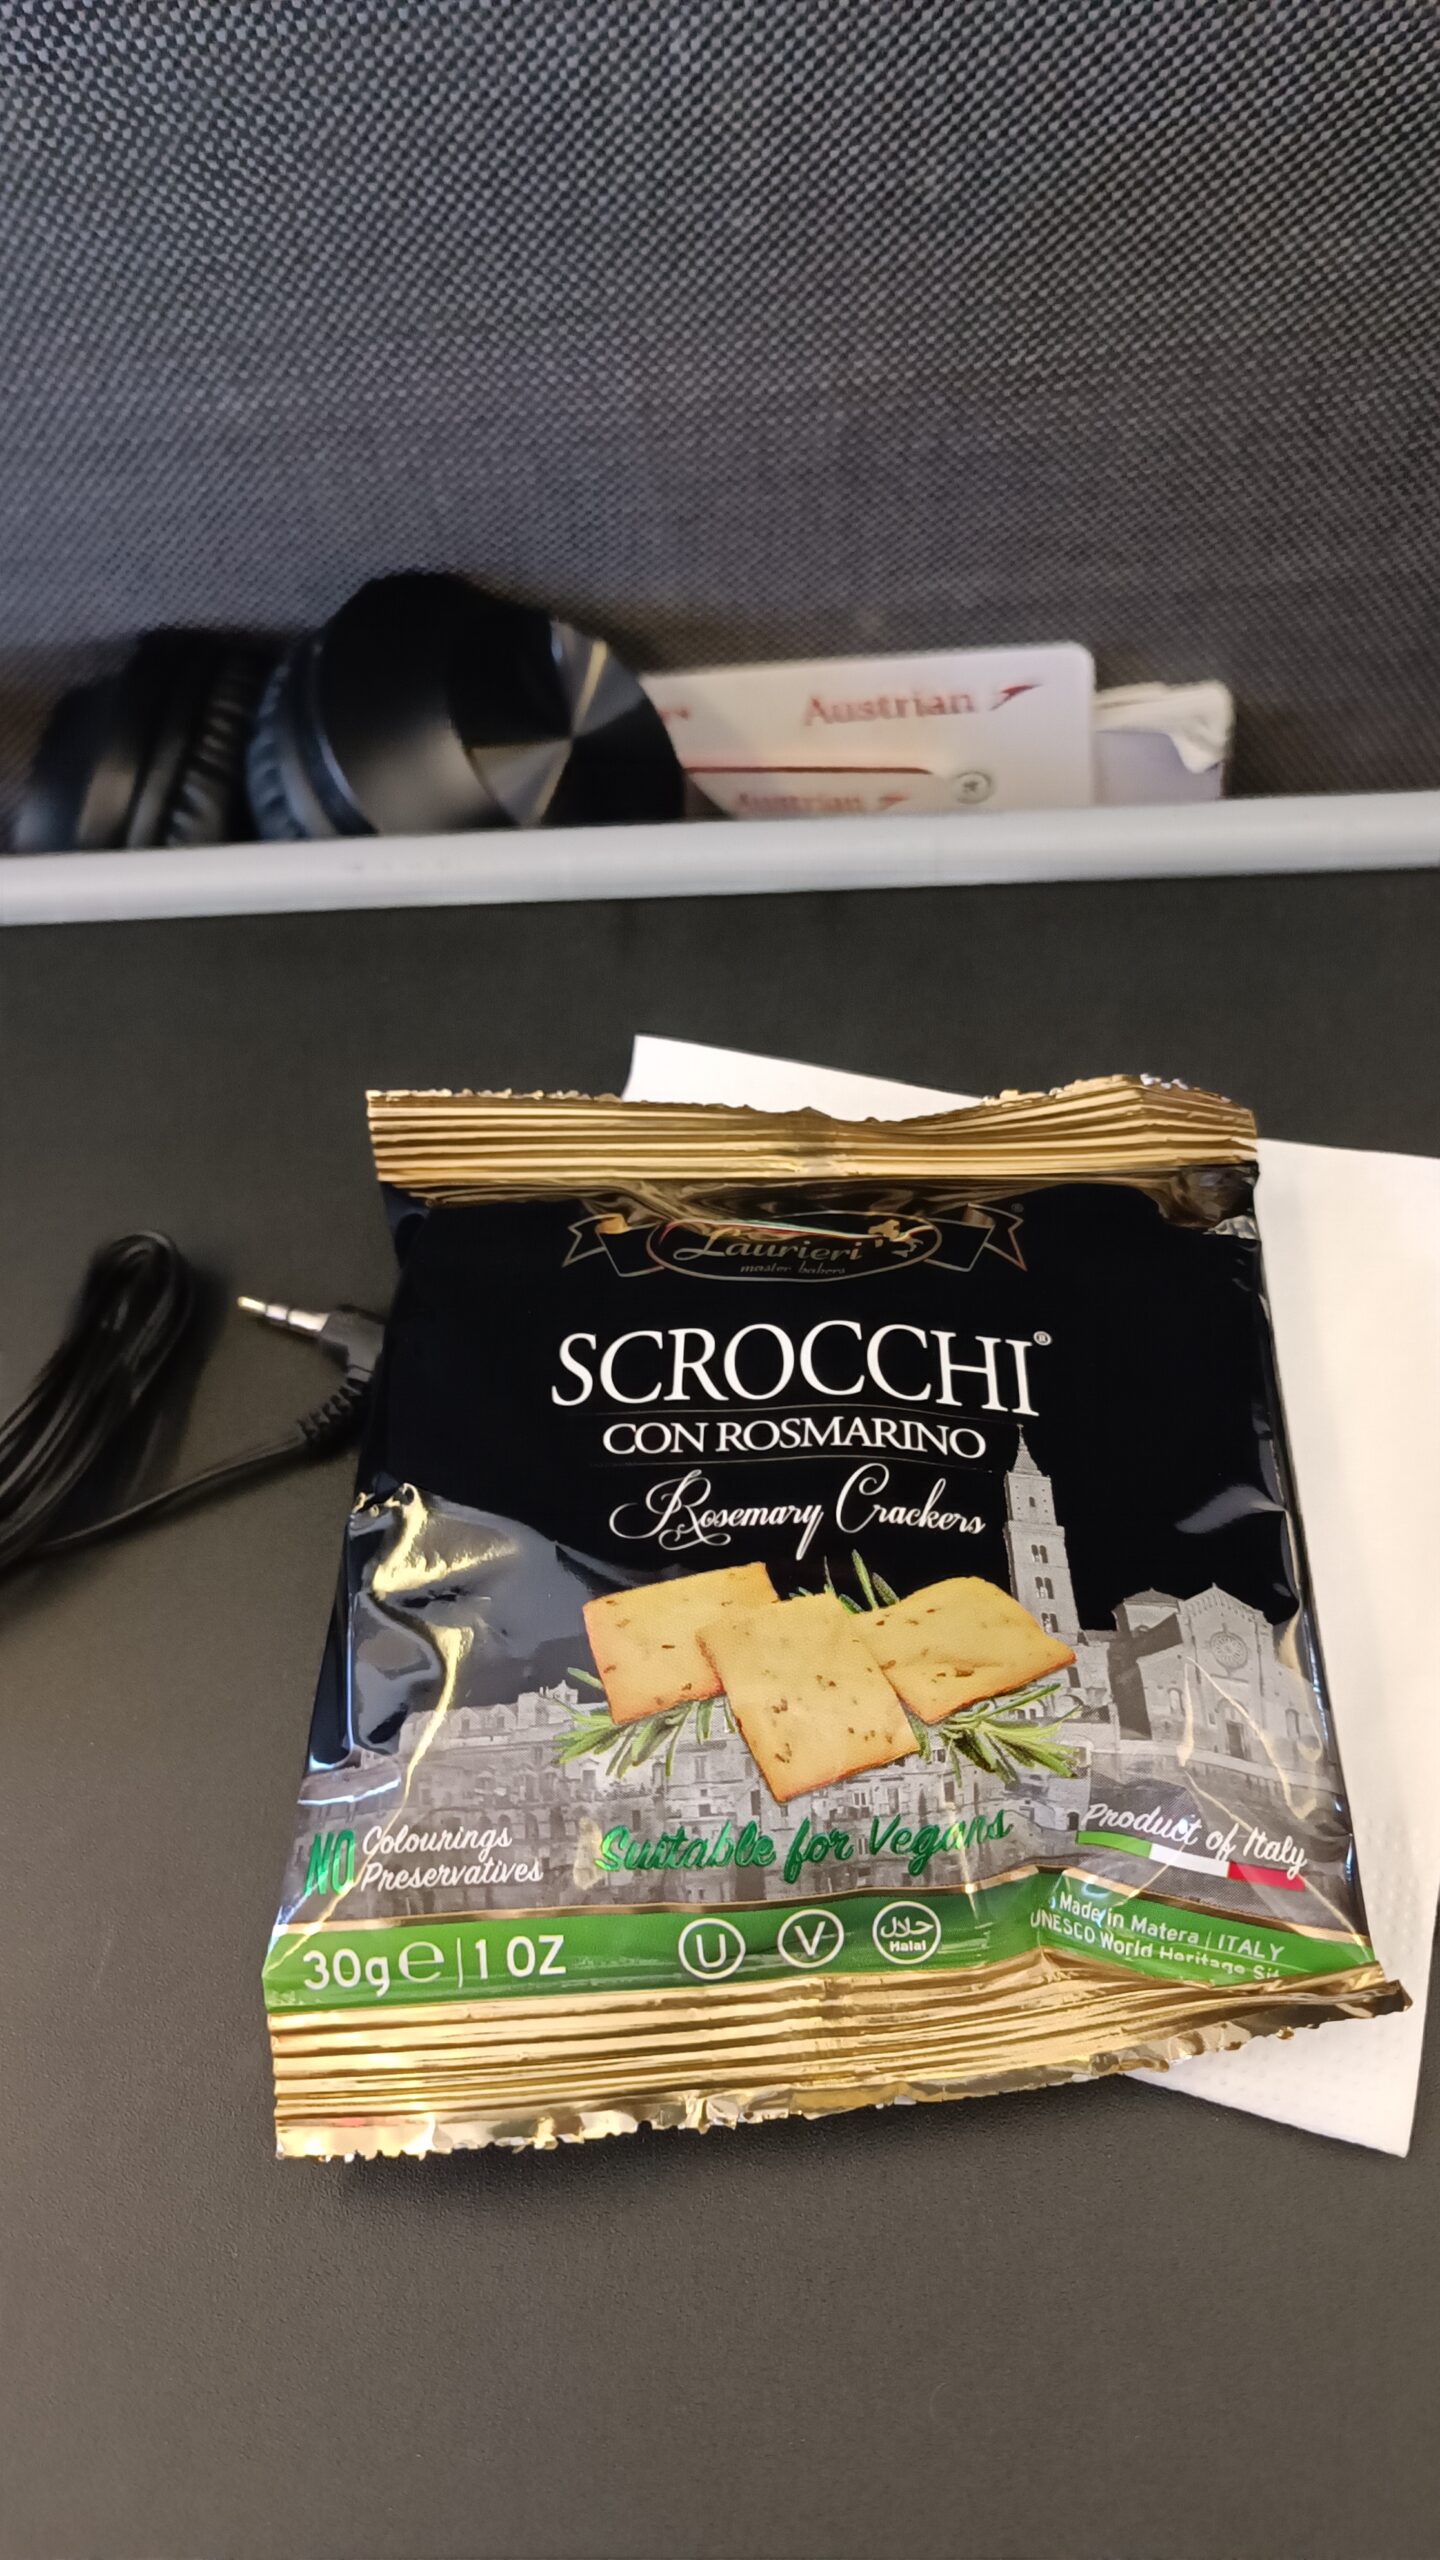 Austrian
Austrian
Laurieri
master bakers
SCROCCHI®
CON ROSMARINO
Rosemary Crackers
NO Colourings
Preservatives
Suitable for Vegans
Product of Italy
30g e | 1 OZ
U
V
حلال
Halal
Made in Matera | ITALY
UNESCO World Heritage